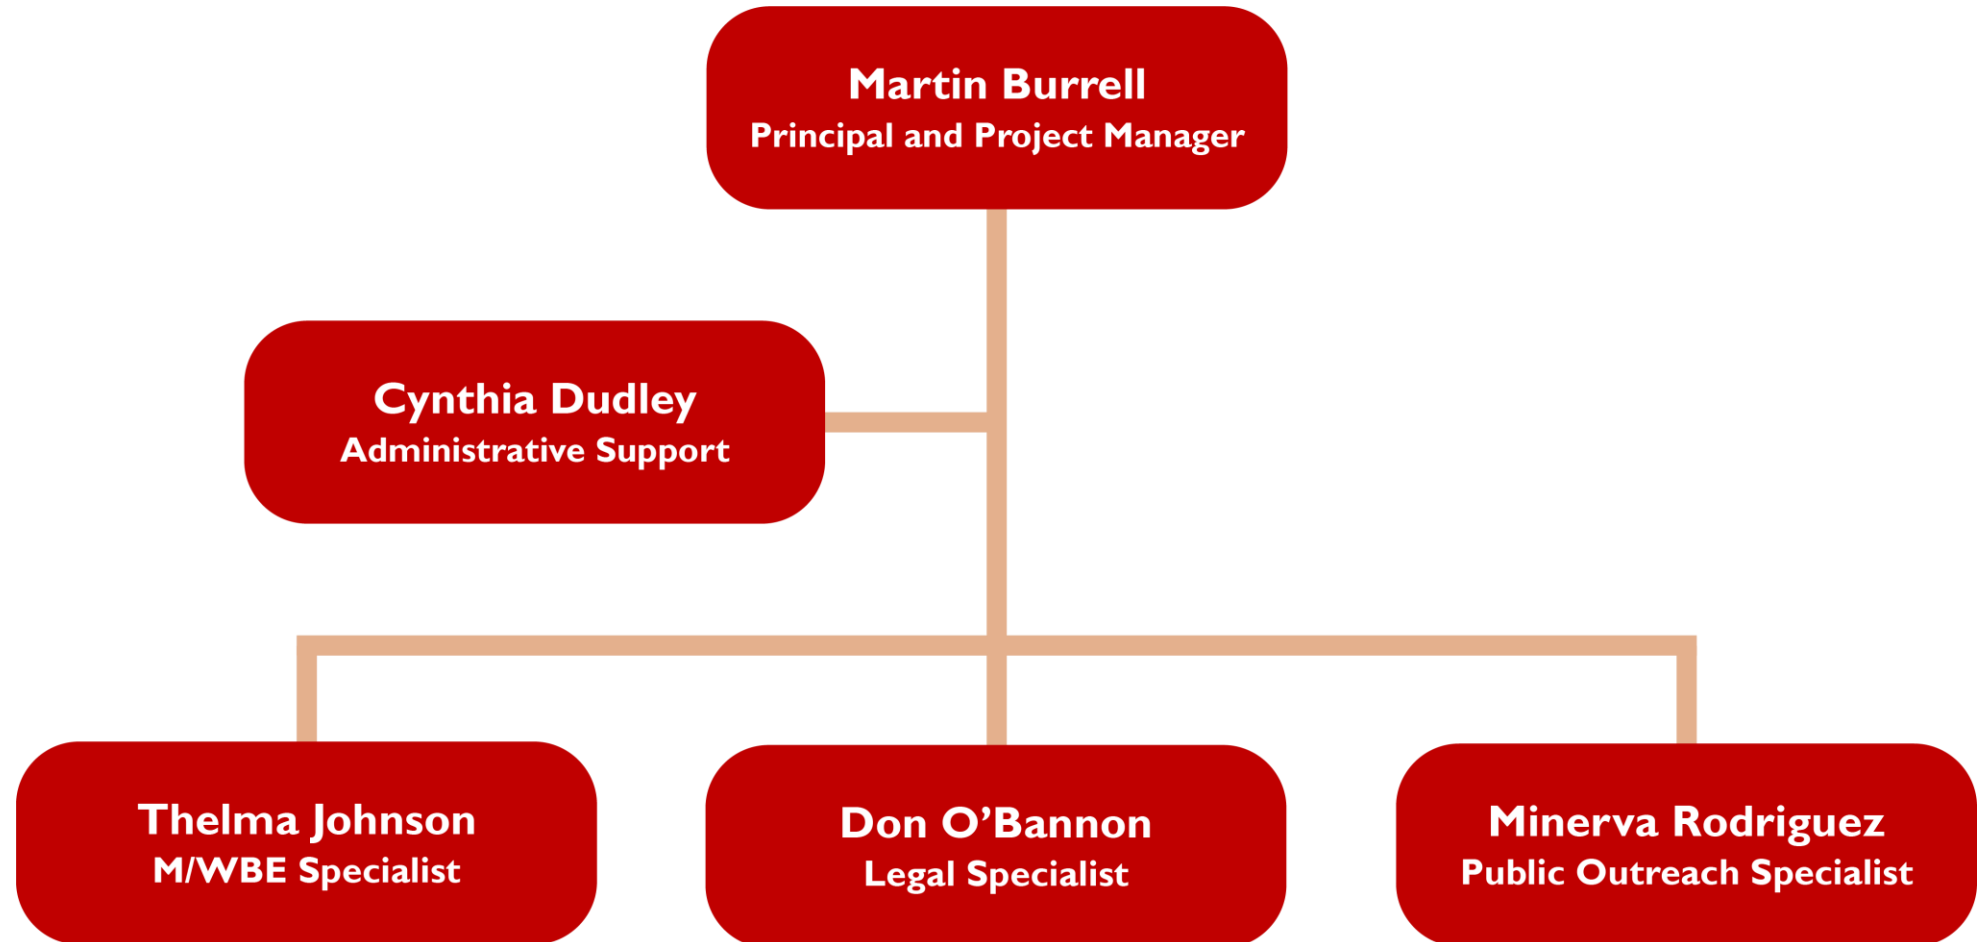 Martin Burrell
Principal and Project Manager
Cynthia Dudley
Administrative Support
Thelma Johnson
M/WBE Specialist
Don O’Bannon
Legal Specialist
Minerva Rodriguez
Public Outreach Specialist